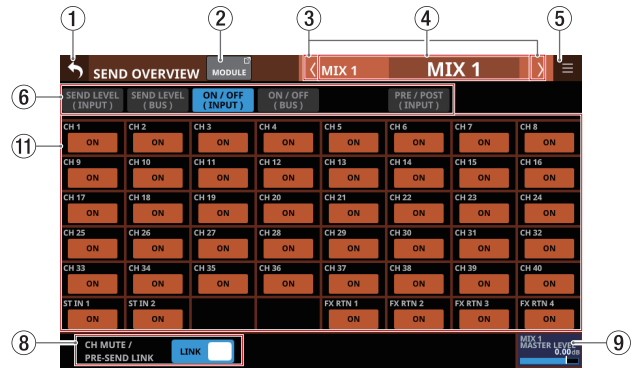 1 2 3 4 5
SEND OVERVIEW MODULE MIX 1 MIX 1
6
SEND LEVEL SEND LEVEL ON / OFF ON / OFF PRE / POST
( INPUT ) ( BUS ) ( INPUT ) ( BUS ) ( INPUT )
11
CH 1 CH 2 CH 3 CH 4 CH 5 CH 6 CH 7 CH 8
ON ON ON ON ON ON ON ON
CH 9 CH 10 CH 11 CH 12 CH 13 CH 14 CH 15 CH 16
ON ON ON ON ON ON ON ON
CH 17 CH 18 CH 19 CH 20 CH 21 CH 22 CH 23 CH 24
ON ON ON ON ON ON ON ON
CH 25 CH 26 CH 27 CH 28 CH 29 CH 30 CH 31 CH 32
ON ON ON ON ON ON ON ON
CH 33 CH 34 CH 35 CH 36 CH 37 CH 38 CH 39 CH 40
ON ON ON ON ON ON ON ON
ST IN 1 ST IN 2 FX RTN 1 FX RTN 2 FX RTN 3 FX RTN 4
ON ON ON ON ON ON
8
CH MUTE /
PRE-SEND LINK LINK
MIX 1
MASTER LEVEL
0.00 dB
9